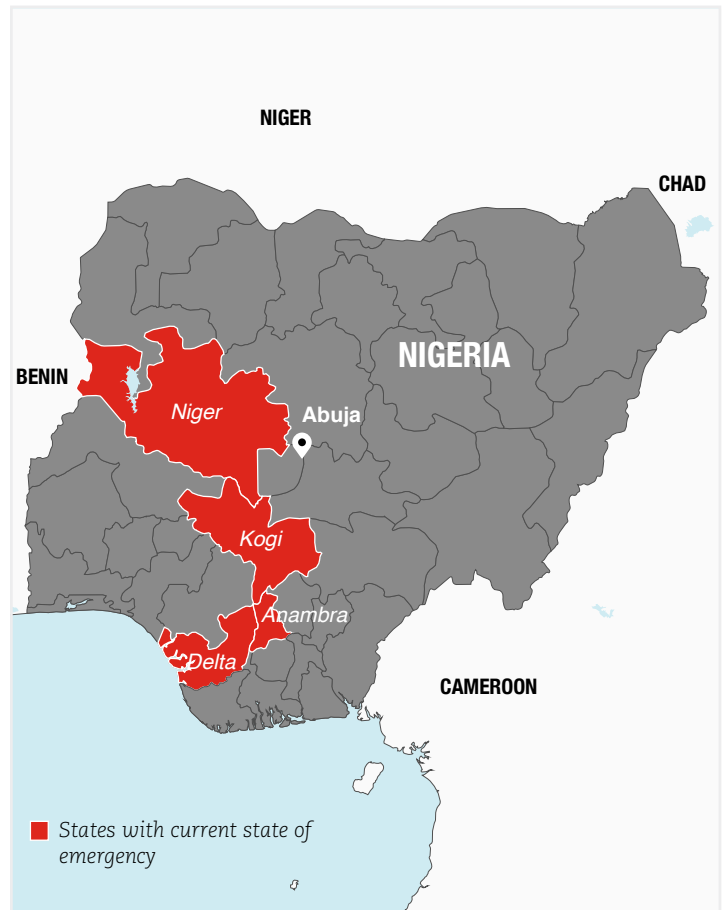 NIGER
CHAD
NIGERIA
BENIN
Niger
Abuja
Kogi
Anambra
Delta
CAMEROON
States with current state of
emergency